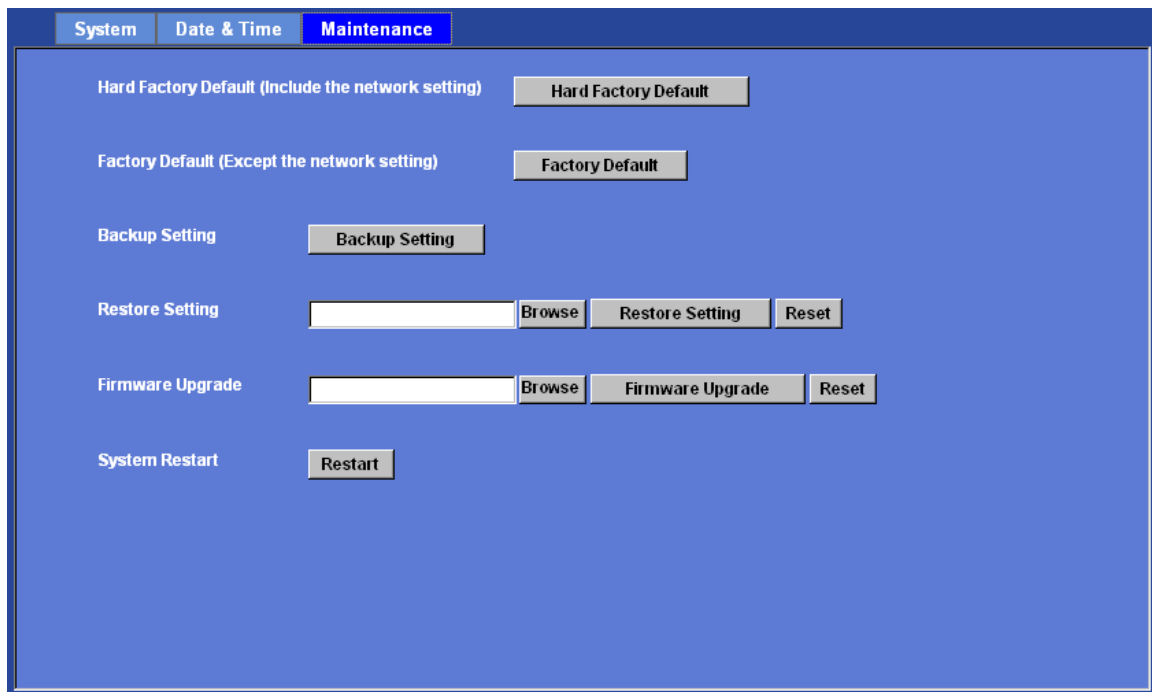 System Date & Time Maintenance
Hard Factory Default (Include the network setting) Hard Factory Default
Factory Default (Except the network setting) Factory Default
Backup Setting Backup Setting
Restore Setting Browse Restore Setting Reset
Firmware Upgrade Browse Firmware Upgrade Reset
System Restart Restart